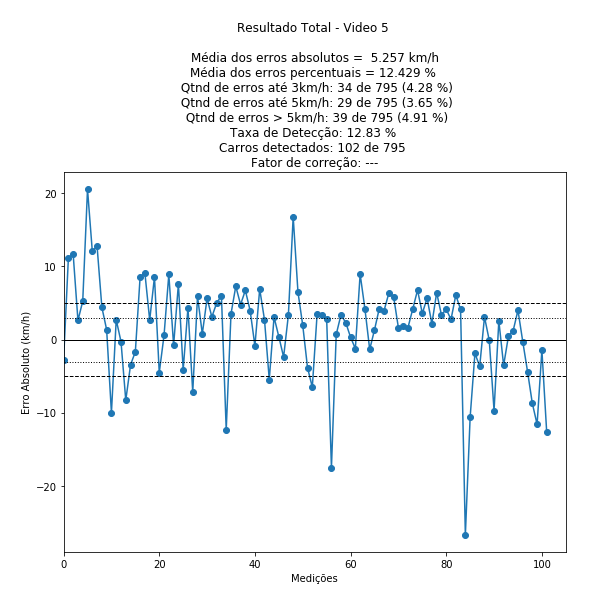 Resultado Total - Video 5
Média dos erros absolutos =  5.257 km/h
Média dos erros percentuais = 12.429 %
Qtnd de erros até 3km/h: 34 de 795 (4.28 %)
Qtnd de erros até 5km/h: 29 de 795 (3.65 %)
Qtnd de erros > 5km/h: 39 de 795 (4.91 %)
Taxa de Detecção: 12.83 %
Carros detectados: 102 de 795
Fator de correção: ---
20
10
0
−10
−20
Erro Absoluto (km/h)
0 20 40 60 80 100
Medições